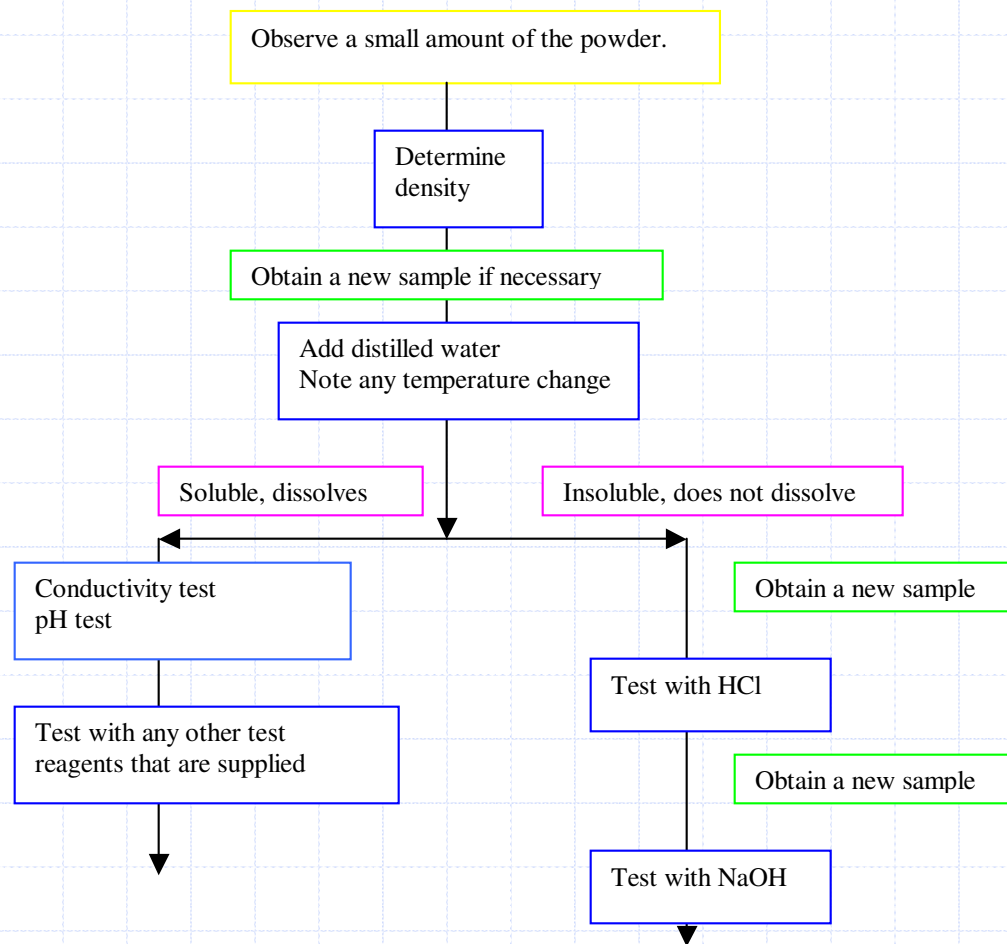 Observe a small amount of the powder.
Determine
density
Obtain a new sample if necessary
Add distilled water
Note any temperature change
Soluble, dissolves
Insoluble, does not dissolve
Conductivity test
pH test
Obtain a new sample
Test with HCl
Test with any other test
reagents that are supplied
Obtain a new sample
Test with NaOH